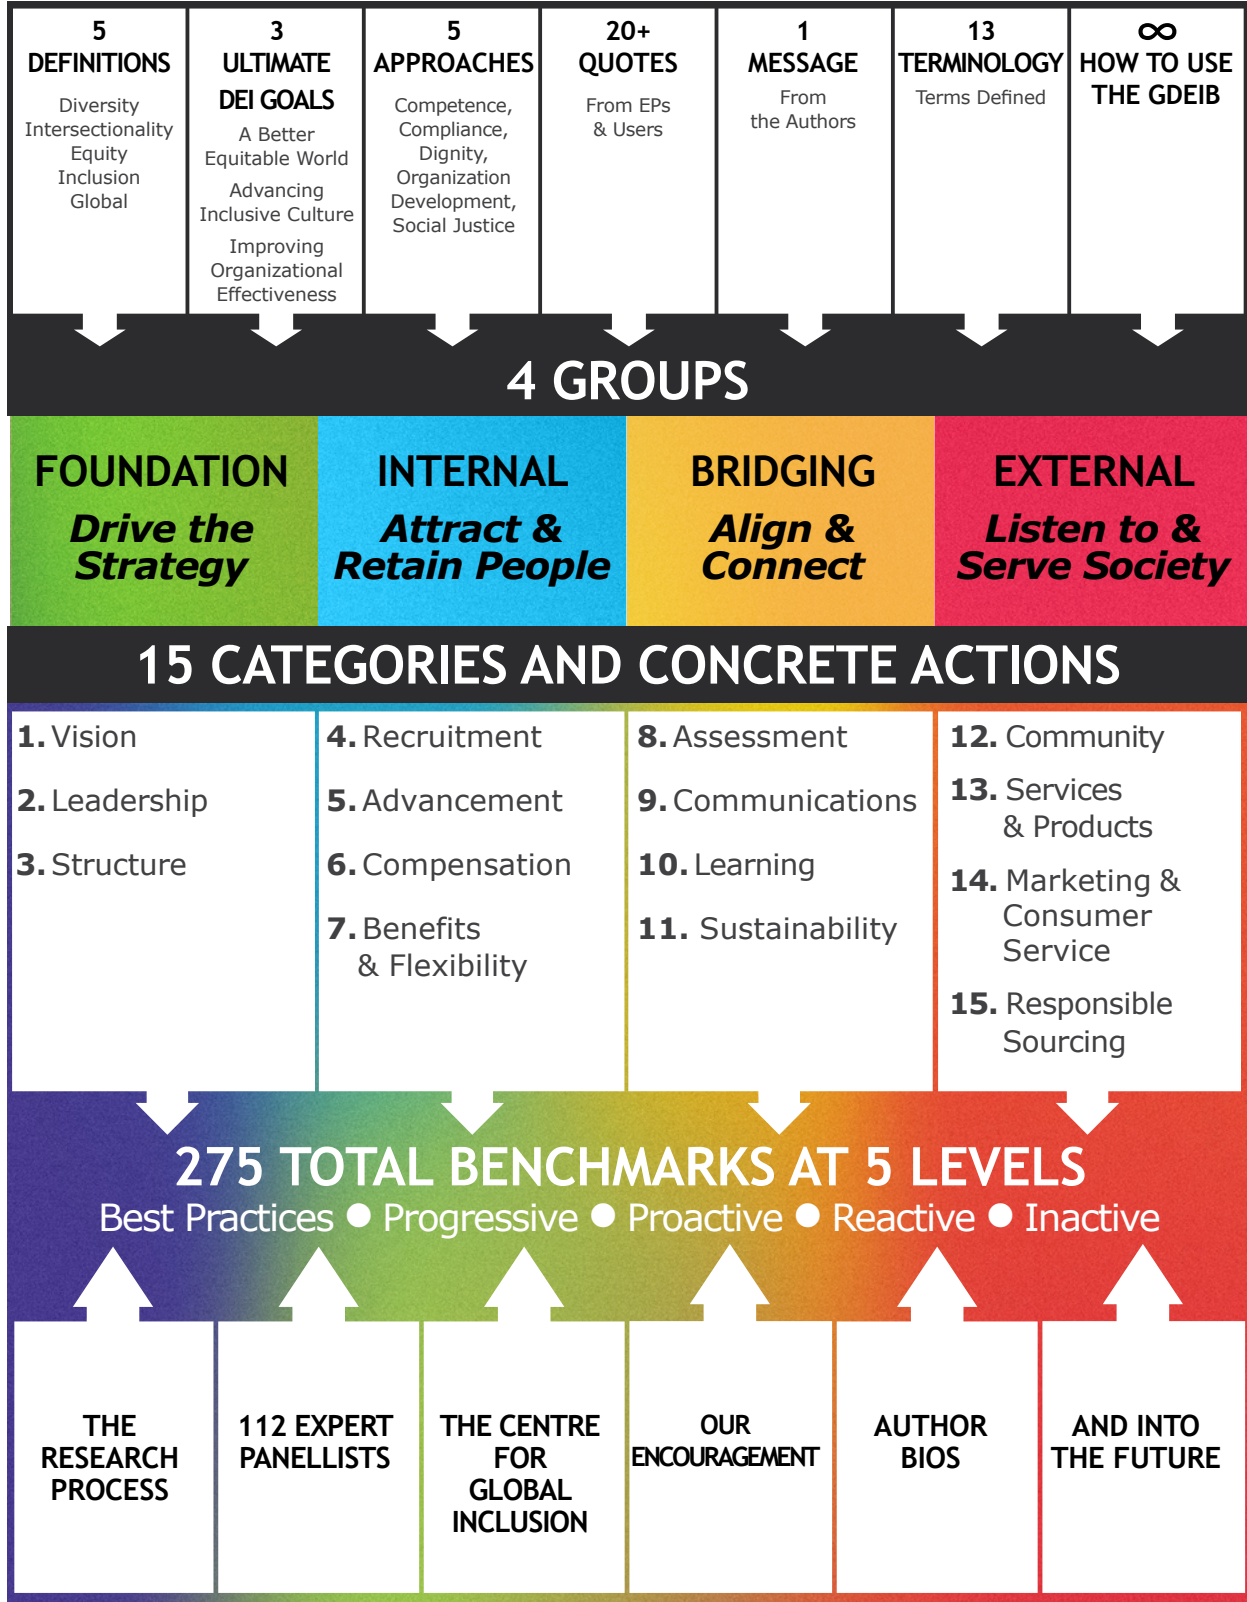 5
DEFINITIONS
Diversity
Intersectionality
Equity
Inclusion
Global
3
ULTIMATE
DEI GOALS
A Better
Equitable World
Advancing
Inclusive Culture
Improving
Organizational
Effectiveness
5
APPROACHES
Competence,
Compliance,
Dignity,
Organization
Development,
Social Justice
20+
QUOTES
From EPs
& Users
1
MESSAGE
From
the Authors
13
TERMINOLOGY
Terms Defined
∞
HOW TO USE
THE GDEIB
4 GROUPS
FOUNDATION
Drive the
Strategy
INTERNAL
Attract &
Retain People
BRIDGING
Align &
Connect
EXTERNAL
Listen to &
Serve Society
15 CATEGORIES AND CONCRETE ACTIONS
1. Vision
2. Leadership
3. Structure
4. Recruitment
5. Advancement
6. Compensation
7. Benefits
& Flexibility
8. Assessment
9. Communications
10. Learning
11. Sustainability
12. Community
13. Services
& Products
14. Marketing &
Consumer
Service
15. Responsible
Sourcing
275 TOTAL BENCHMARKS AT 5 LEVELS
Best Practices ● Progressive ● Proactive ● Reactive ● Inactive
THE
RESEARCH
PROCESS
112 EXPERT
PANELLISTS
THE CENTRE
FOR
GLOBAL
INCLUSION
OUR
ENCOURAGEMENT
AUTHOR
BIOS
AND INTO
THE FUTURE